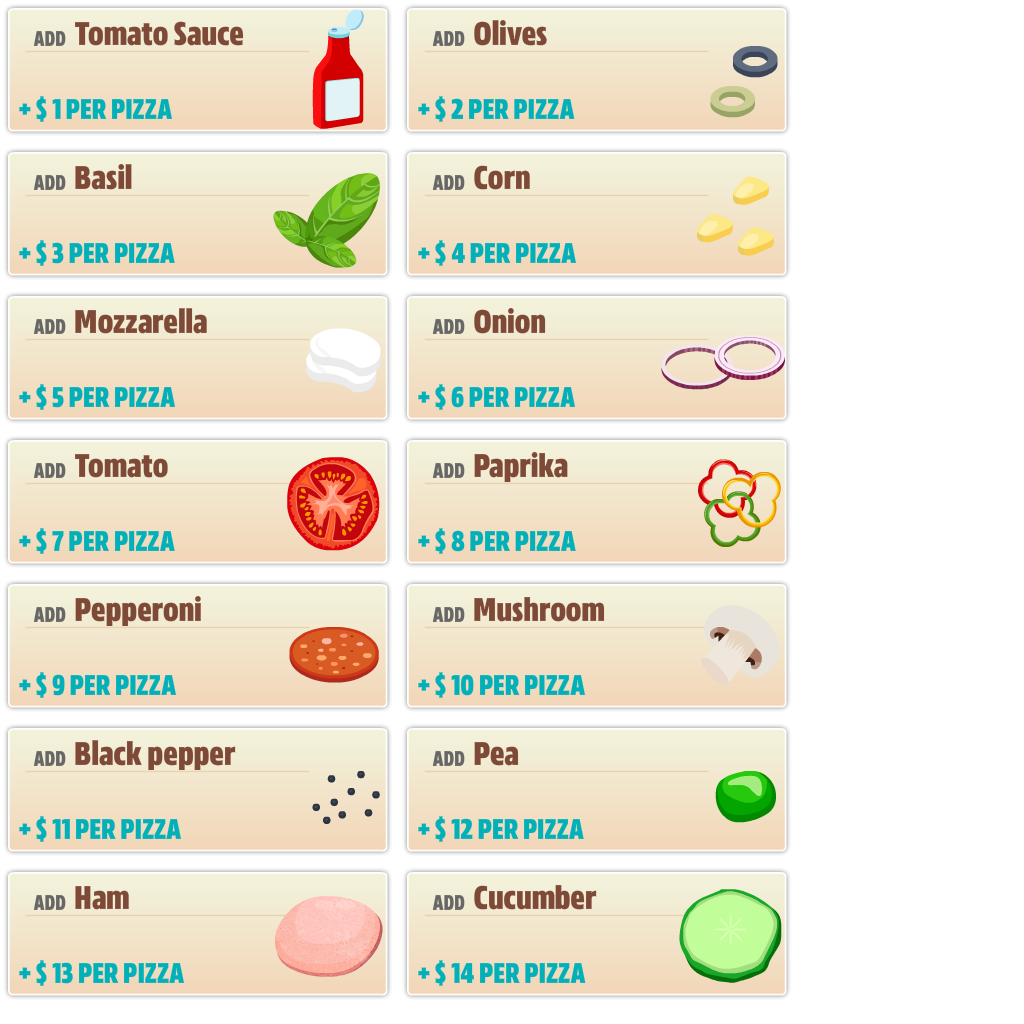 ADD Tomato Sauce
+ $ 1 PER PIZZA
ADD Olives
+ $ 2 PER PIZZA
ADD Basil
+ $ 3 PER PIZZA
ADD Corn
+ $ 4 PER PIZZA
ADD Mozzarella
+ $ 5 PER PIZZA
ADD Onion
+ $ 6 PER PIZZA
ADD Tomato
+ $ 7 PER PIZZA
ADD Paprika
+ $ 8 PER PIZZA
ADD Pepperoni
+ $ 9 PER PIZZA
ADD Mushroom
+ $ 10 PER PIZZA
ADD Black pepper
+ $ 11 PER PIZZA
ADD Pea
+ $ 12 PER PIZZA
ADD Ham
+ $ 13 PER PIZZA
ADD Cucumber
+ $ 14 PER PIZZA